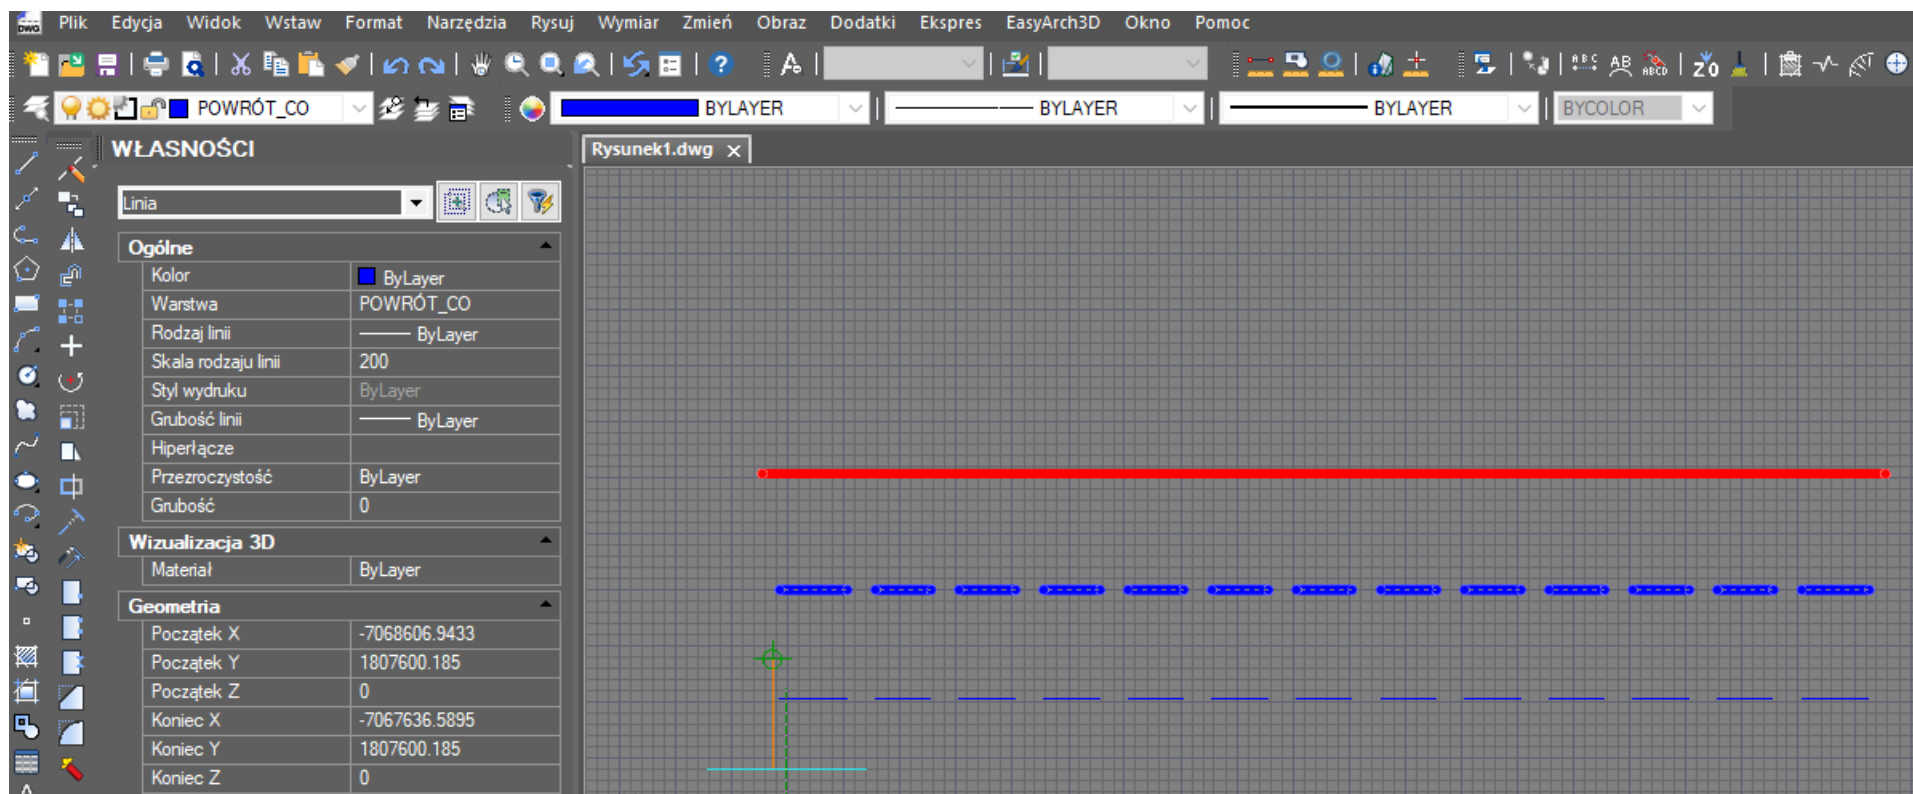 DWG Plik Edycja Widok Wstaw Format Narzędzia Rysuj Wymiar Zmień Obraz Dodatki Ekspres EasyArch3D Okno Pomoc
POWRÓT_CO BYLAYER BYLAYER BYLAYER BYCOLOR
WŁASNOŚCI
Rysunek1.dwg
Linia
Ogólne
Kolor ByLayer
Warstwa POWRÓT_CO
Rodzaj linii ByLayer
Skala rodzaju linii 200
Styl wydruku ByLayer
Grubość linii ByLayer
Hiperłącze
Przezroczystość ByLayer
Grubość 0
Wizualizacja 3D
Materiał ByLayer
Geometria
Początek X -7068606.9433
Początek Y 1807600.185
Początek Z 0
Koniec X -7067636.5895
Koniec Y 1807600.185
Koniec Z 0